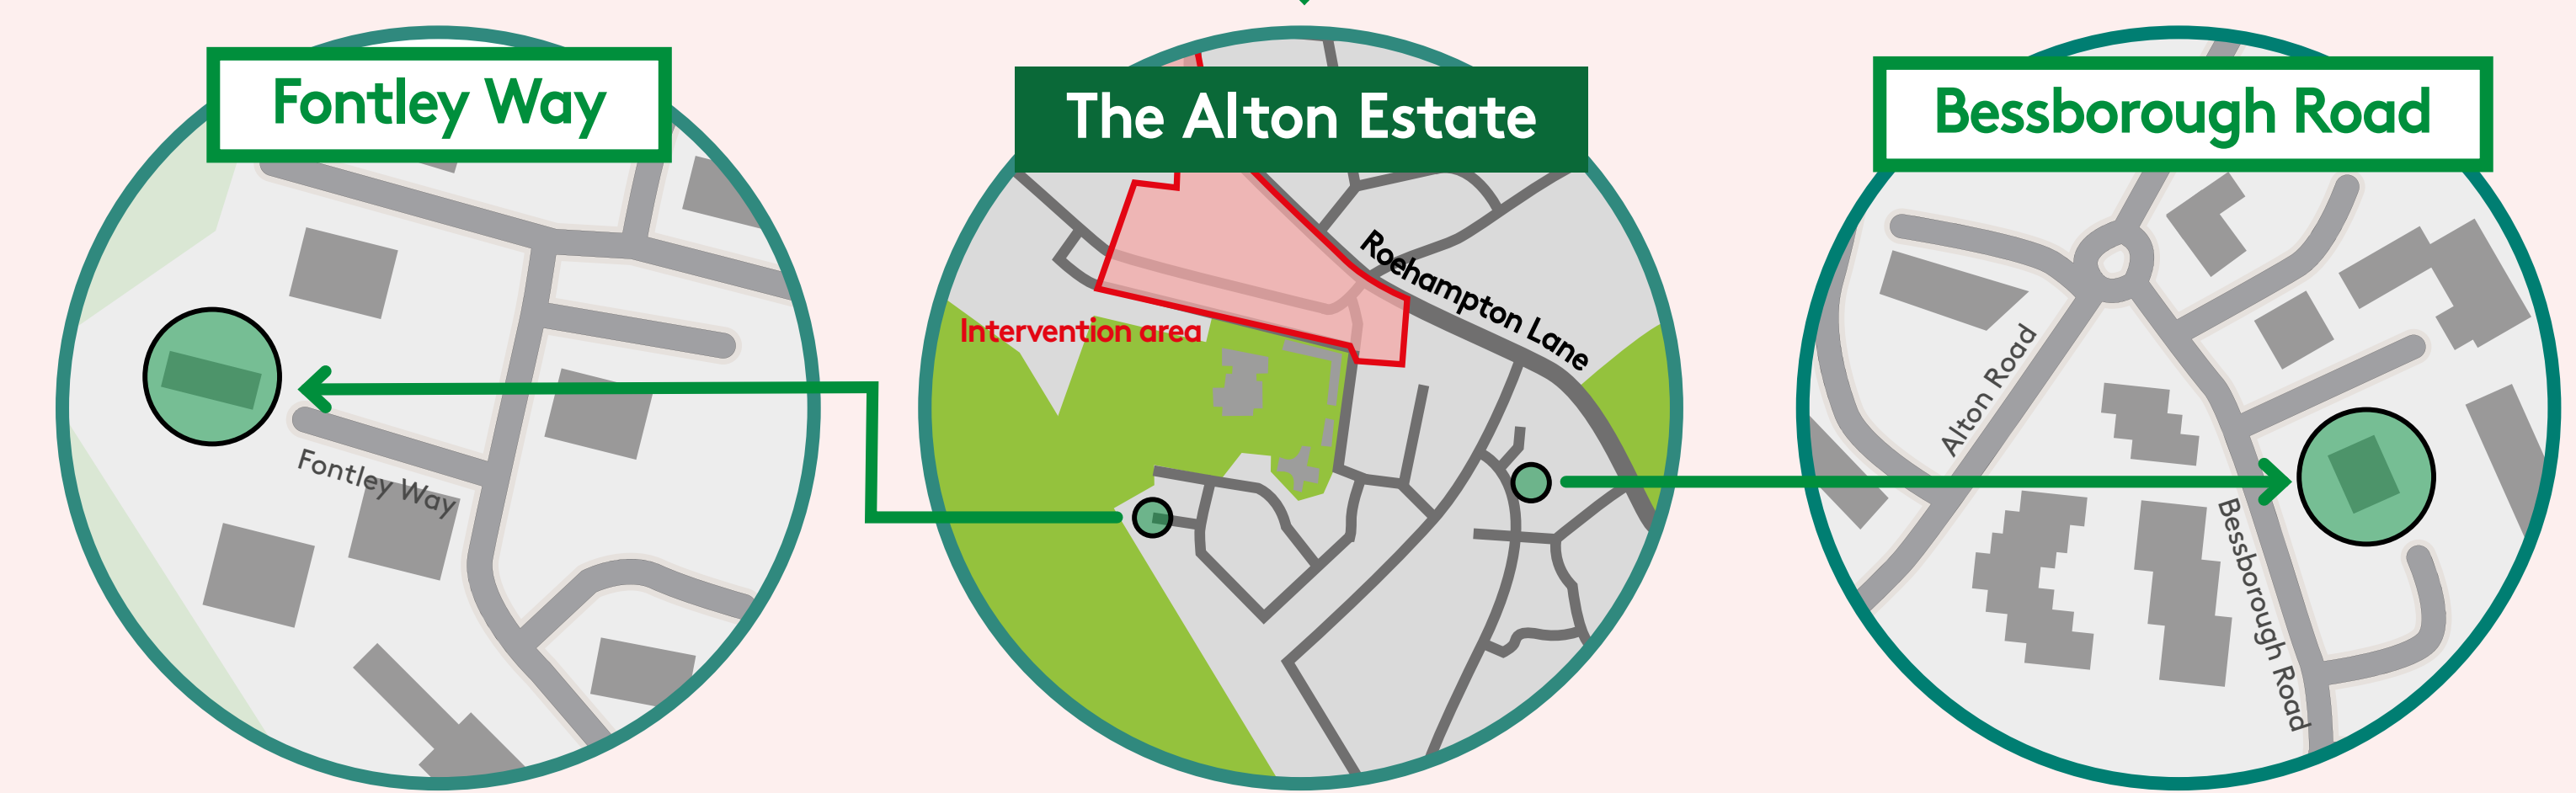 Fontley Way
The Alton Estate
Bessborough Road
Fontley Way
Roehampton Lane
Intervention area
Alton Road
Bessborough Road